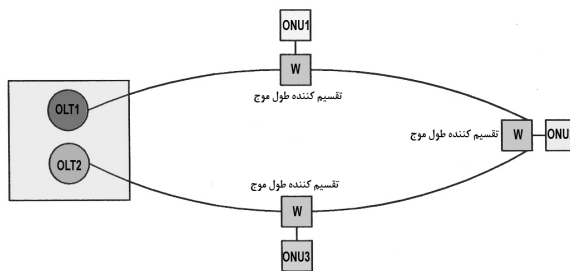 ONU1
W
تقسیم کننده طول موج
OLT1
OLT2
تقسیم کننده طول موج
W
ONU
تقسیم کننده طول موج
W
ONU3